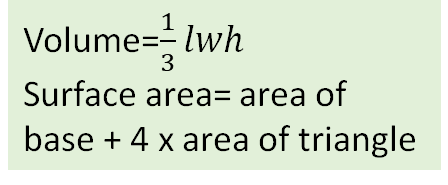 Volume=1/3 lwh
Surface area= area of
base + 4 x area of triangle